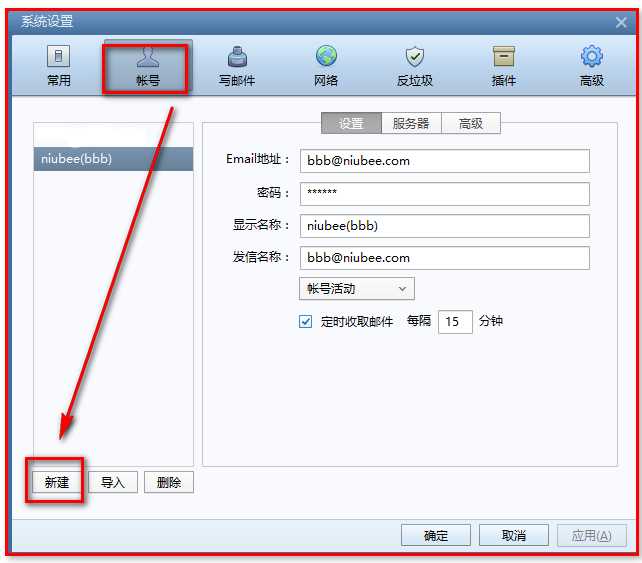 系统设置
常用 帐号 写邮件 网络 反垃圾 插件 高级
设置 服务器 高级
niubee(bbb)
Email地址： bbb@niubee.com
密码： ******
显示名称： niubee(bbb)
发信名称： bbb@niubee.com
帐号活动
定时收取邮件 每隔 15 分钟
新建 导入 删除
确定 取消 应用(A)